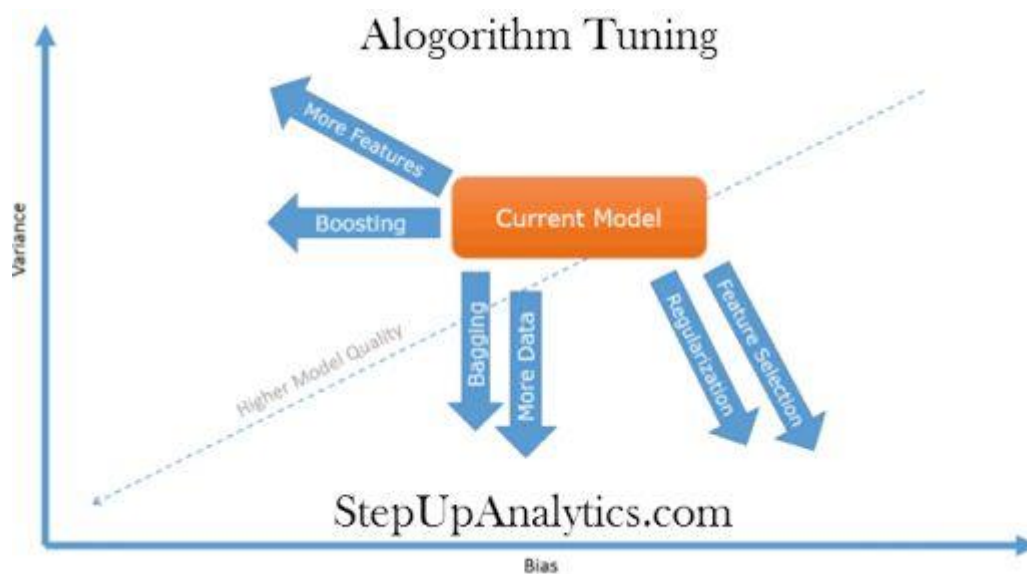 Alogorithm Tuning
More Features
Boosting
Current Model
Variance
Higher Model Quality
Bagging
More Data
Regularization
Feature Selection
StepUpAnalytics.com
Bias